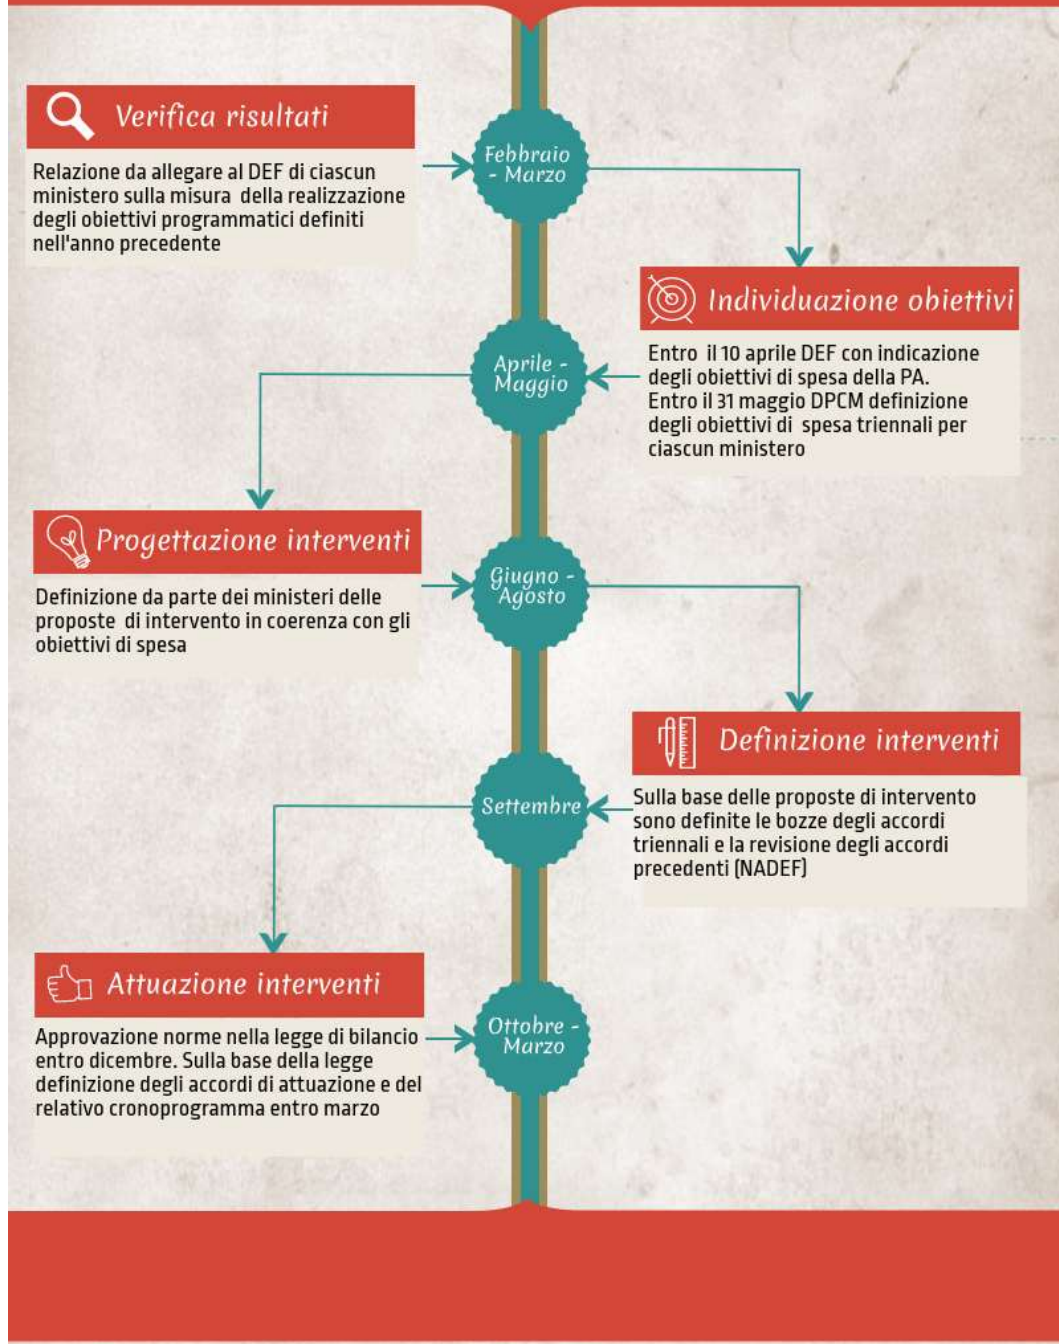 Verifica risultati
Relazione da allegare al DEF di ciascun
ministero sulla misura della realizzazione
degli obiettivi programmatici definiti
nell'anno precedente
Febbraio
- Marzo
Individuazione obiettivi
Entro il 10 aprile DEF con indicazione
degli obiettivi di spesa della PA.
Entro il 31 maggio DPCM definizione
degli obiettivi di spesa triennali per
ciascun ministero
Aprile -
Maggio
Progettazione interventi
Definizione da parte dei ministeri delle
proposte di intervento in coerenza con gli
obiettivi di spesa
Giugno -
Agosto
Definizione interventi
Sulla base delle proposte di intervento
sono definite le bozze degli accordi
triennali e la revisione degli accordi
precedenti (NADEF)
Settembre
Attuazione interventi
Approvazione norme nella legge di bilancio
entro dicembre. Sulla base della legge
definizione degli accordi di attuazione e del
relativo cronoprogramma entro marzo
Ottobre -
Marzo